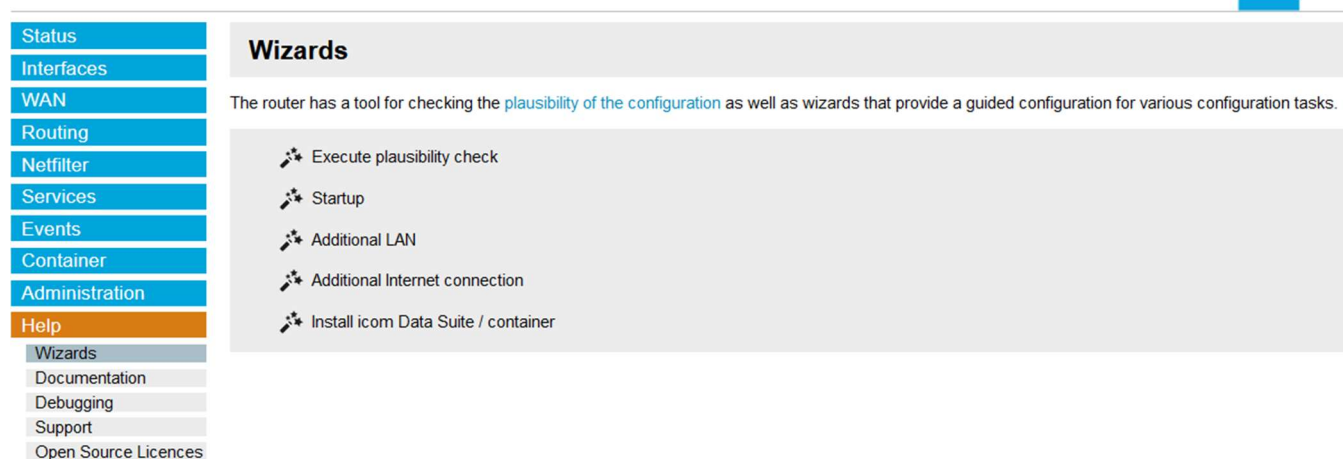 Status
Interfaces
WAN
Routing
Netfilter
Services
Events
Container
Administration
Help
Wizards
Documentation
Debugging
Support
Open Source Licences
Wizards
The router has a tool for checking the plausibility of the configuration as well as wizards that provide a guided configuration for various configuration tasks.
Execute plausibility check
Startup
Additional LAN
Additional Internet connection
Install icom Data Suite / container